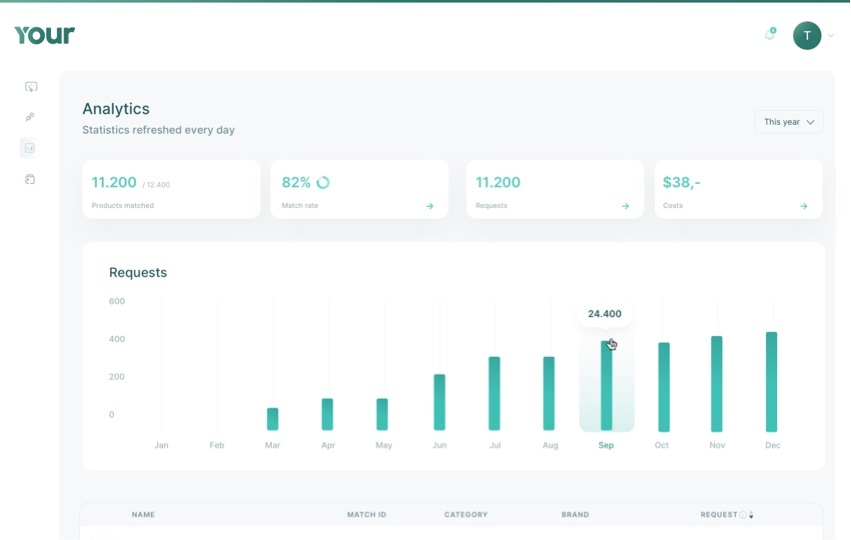 Your
T
Analytics
Statistics refreshed every day
This year
11.200 / 12.400
Products matched
82%
Match rate
11.200
Requests
$38,-
Costs
Requests
600
400
200
0
24.400
Jan Feb Mar Apr May Jun Jul Aug Sep Oct Nov Dec
NAME MATCH ID CATEGORY BRAND REQUEST